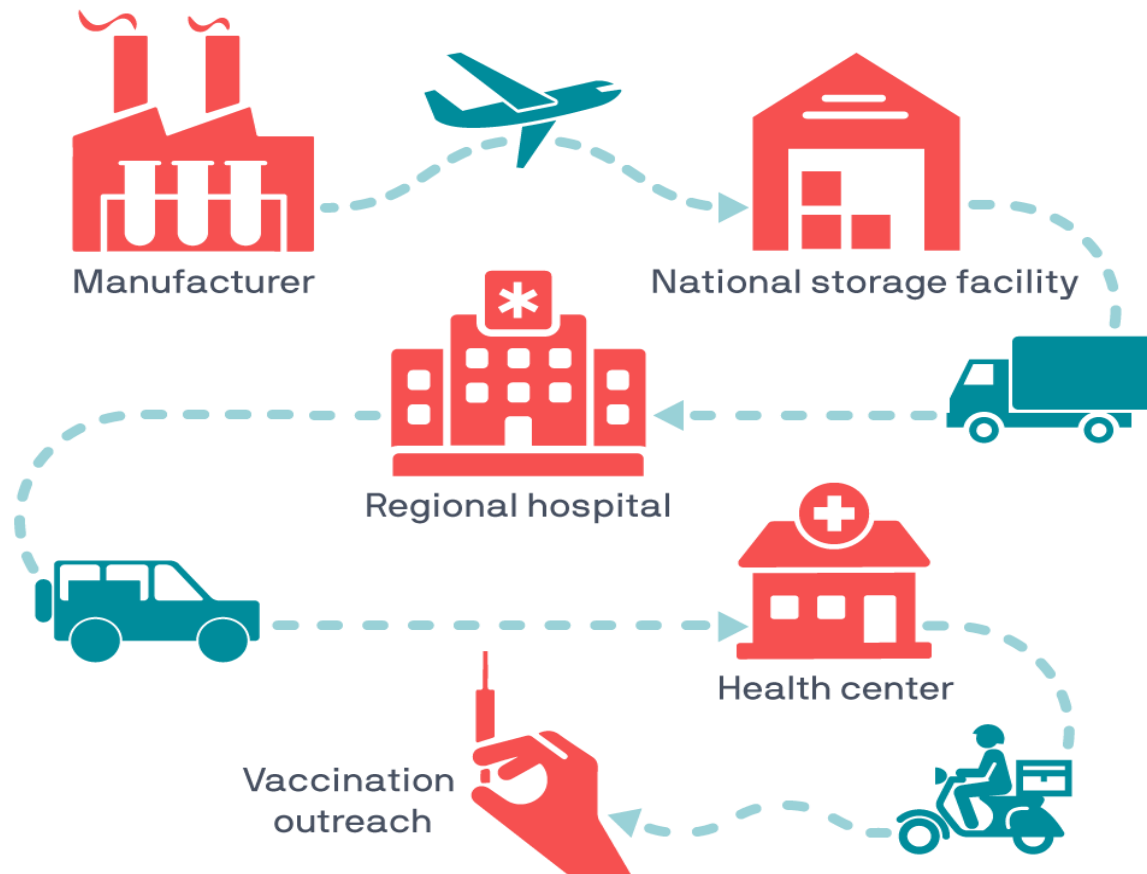 Manufacturer
National storage facility
Regional hospital
Health center
Vaccination
outreach